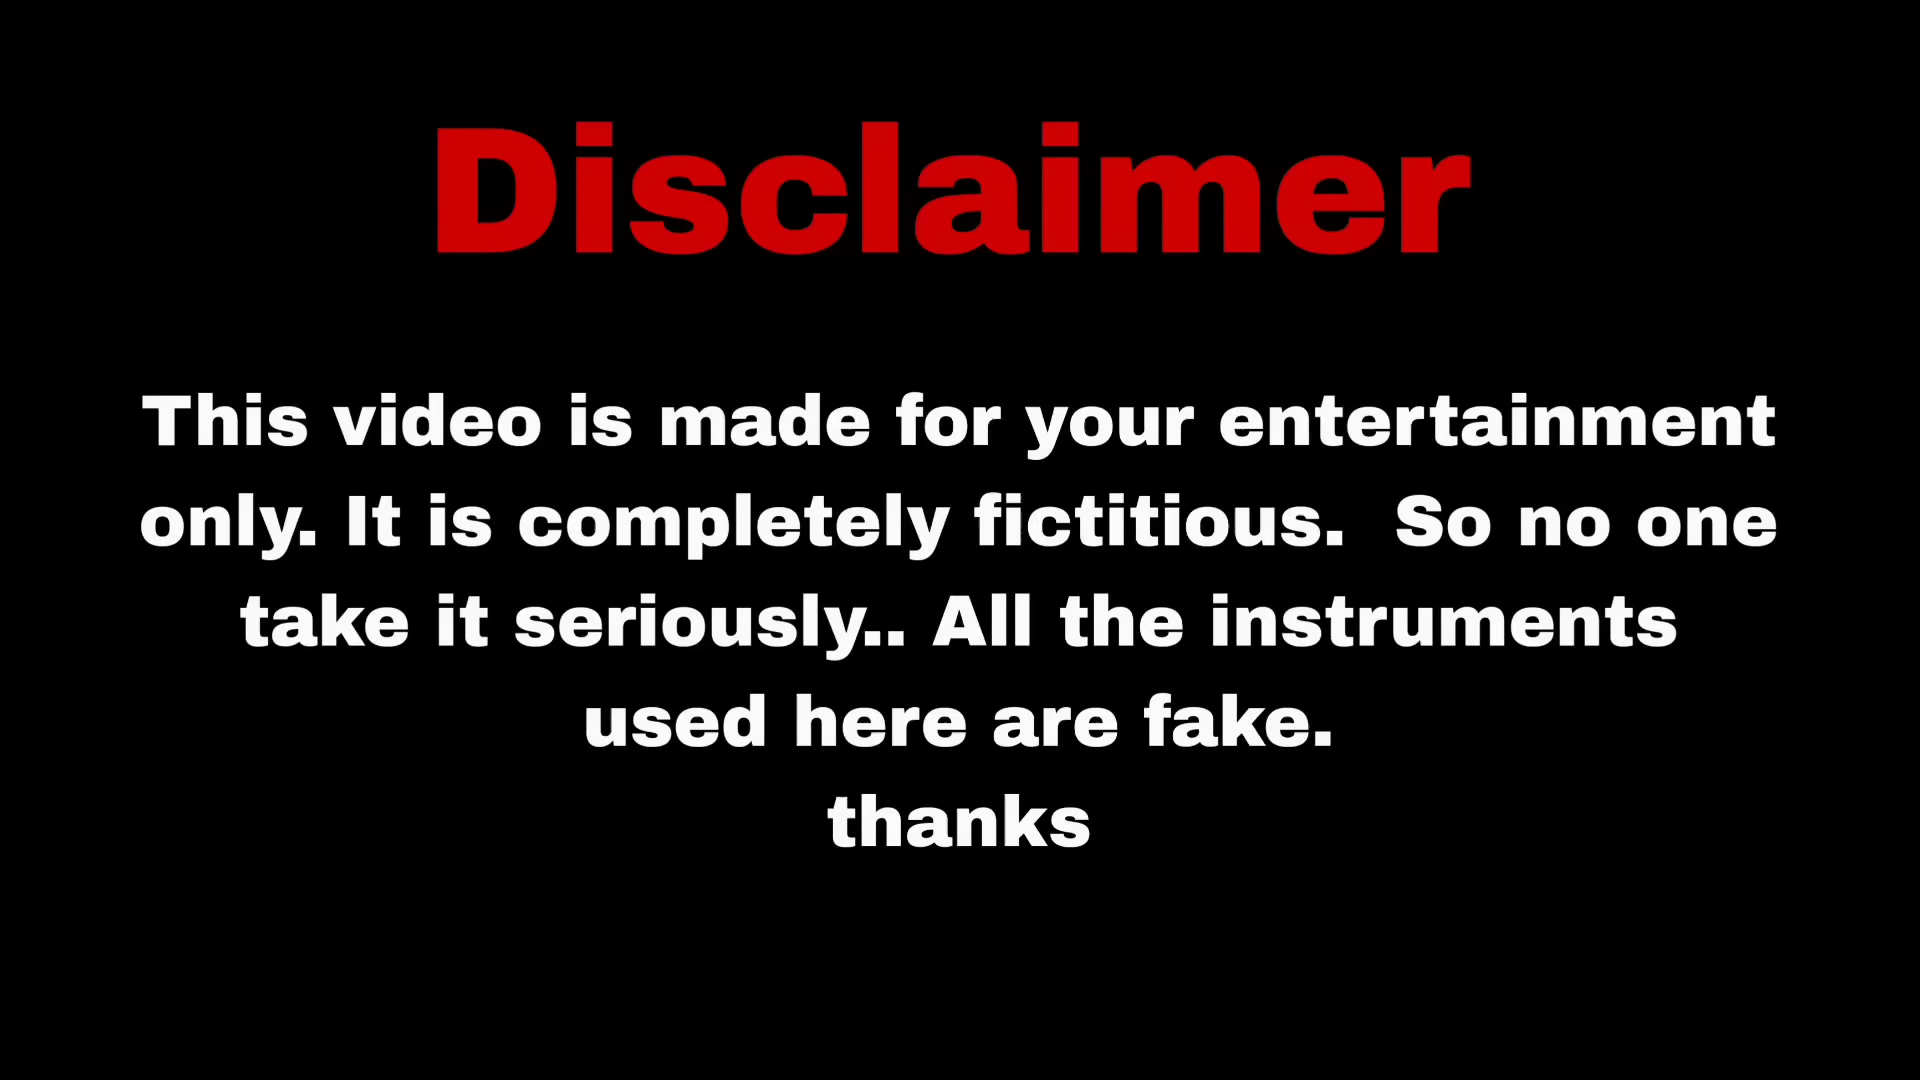 Disclaimer
This video is made for your entertainment
only. It is completely fictitious.  So no one
take it seriously.. All the instruments
used here are fake.
thanks